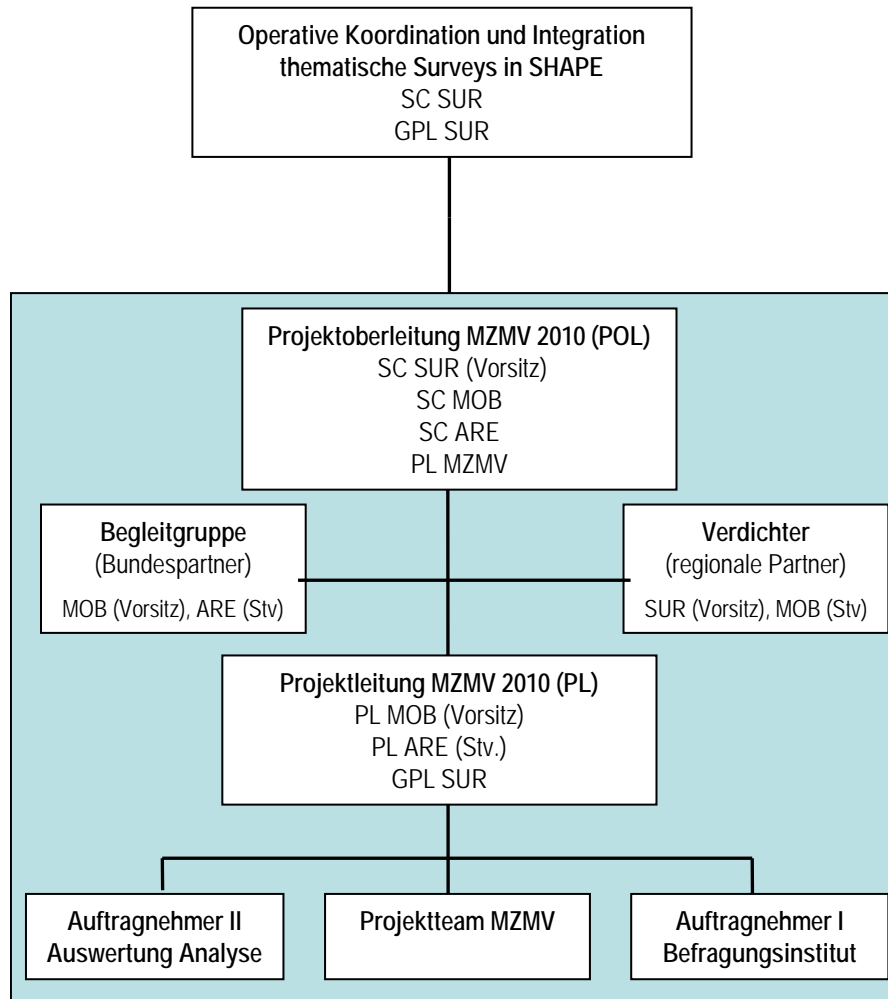 Operative Koordination und Integration
thematische Surveys in SHAPE
SC SUR
GPL SUR
Projektoberleitung MZMV 2010 (POL)
SC SUR (Vorsitz)
SC MOB
SC ARE
PL MZMV
Begleitgruppe
(Bundespartner)
MOB (Vorsitz), ARE (Stv)
Verdichter
(regionale Partner)
SUR (Vorsitz), MOB (Stv)
Projektleitung MZMV 2010 (PL)
PL MOB (Vorsitz)
PL ARE (Stv.)
GPL SUR
Auftragnehmer II
Auswertung Analyse
Projektteam MZMV
Auftragnehmer I
Befragungsinstitut